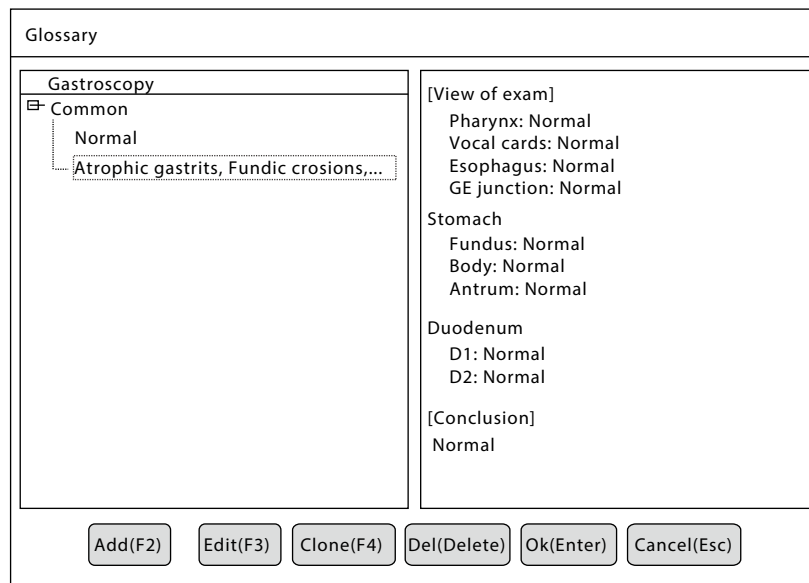 Glossary
Gastroscopy
Common
Normal
Atrophic gastrits, Fundic crosions,...
[View of exam]
Pharynx: Normal
Vocal cards: Normal
Esophagus: Normal
GE junction: Normal
Stomach
Fundus: Normal
Body: Normal
Antrum: Normal
Duodenum
D1: Normal
D2: Normal
[Conclusion]
Normal
Add(F2) Edit(F3) Clone(F4) Del(Delete) Ok(Enter) Cancel(Esc)